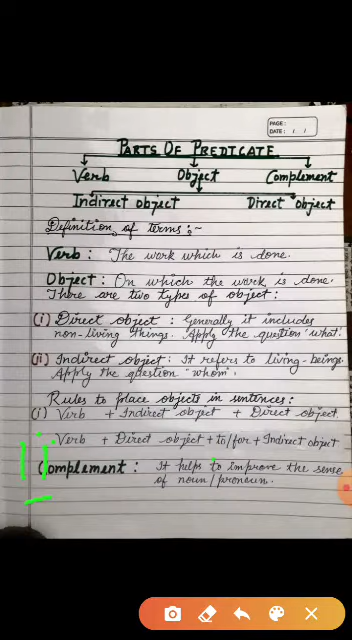 PAGE:
DATE: / /
PARTS OF PREDICATE
Verb Object Complement
Indirect object Direct object
Definition of terms :~
Verb : The work which is done.
Object : On which the work is done.
There are two types of object :
(i) Direct object : Generally it includes
non-living things. Apply the question 'what'.
(ii) Indirect object : It refers to living-beings.
Apply the question "whom".
Rules to place objects in sentences :
(i) Verb + Indirect object + Direct object.
Verb + Direct object + to/for + Indirect object
Complement : It helps to improve the sense
of noun/pronoun.